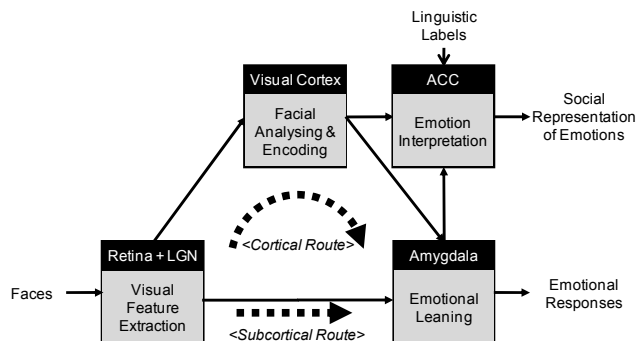 Linguistic
Labels
Visual Cortex
Facial
Analysing &
Encoding
ACC
Emotion
Interpretation
Social
Representation
of Emotions
<Cortical Route>
Faces
Retina + LGN
Visual
Feature
Extraction
<Subcortical Route>
Amygdala
Emotional
Leaning
Emotional
Responses